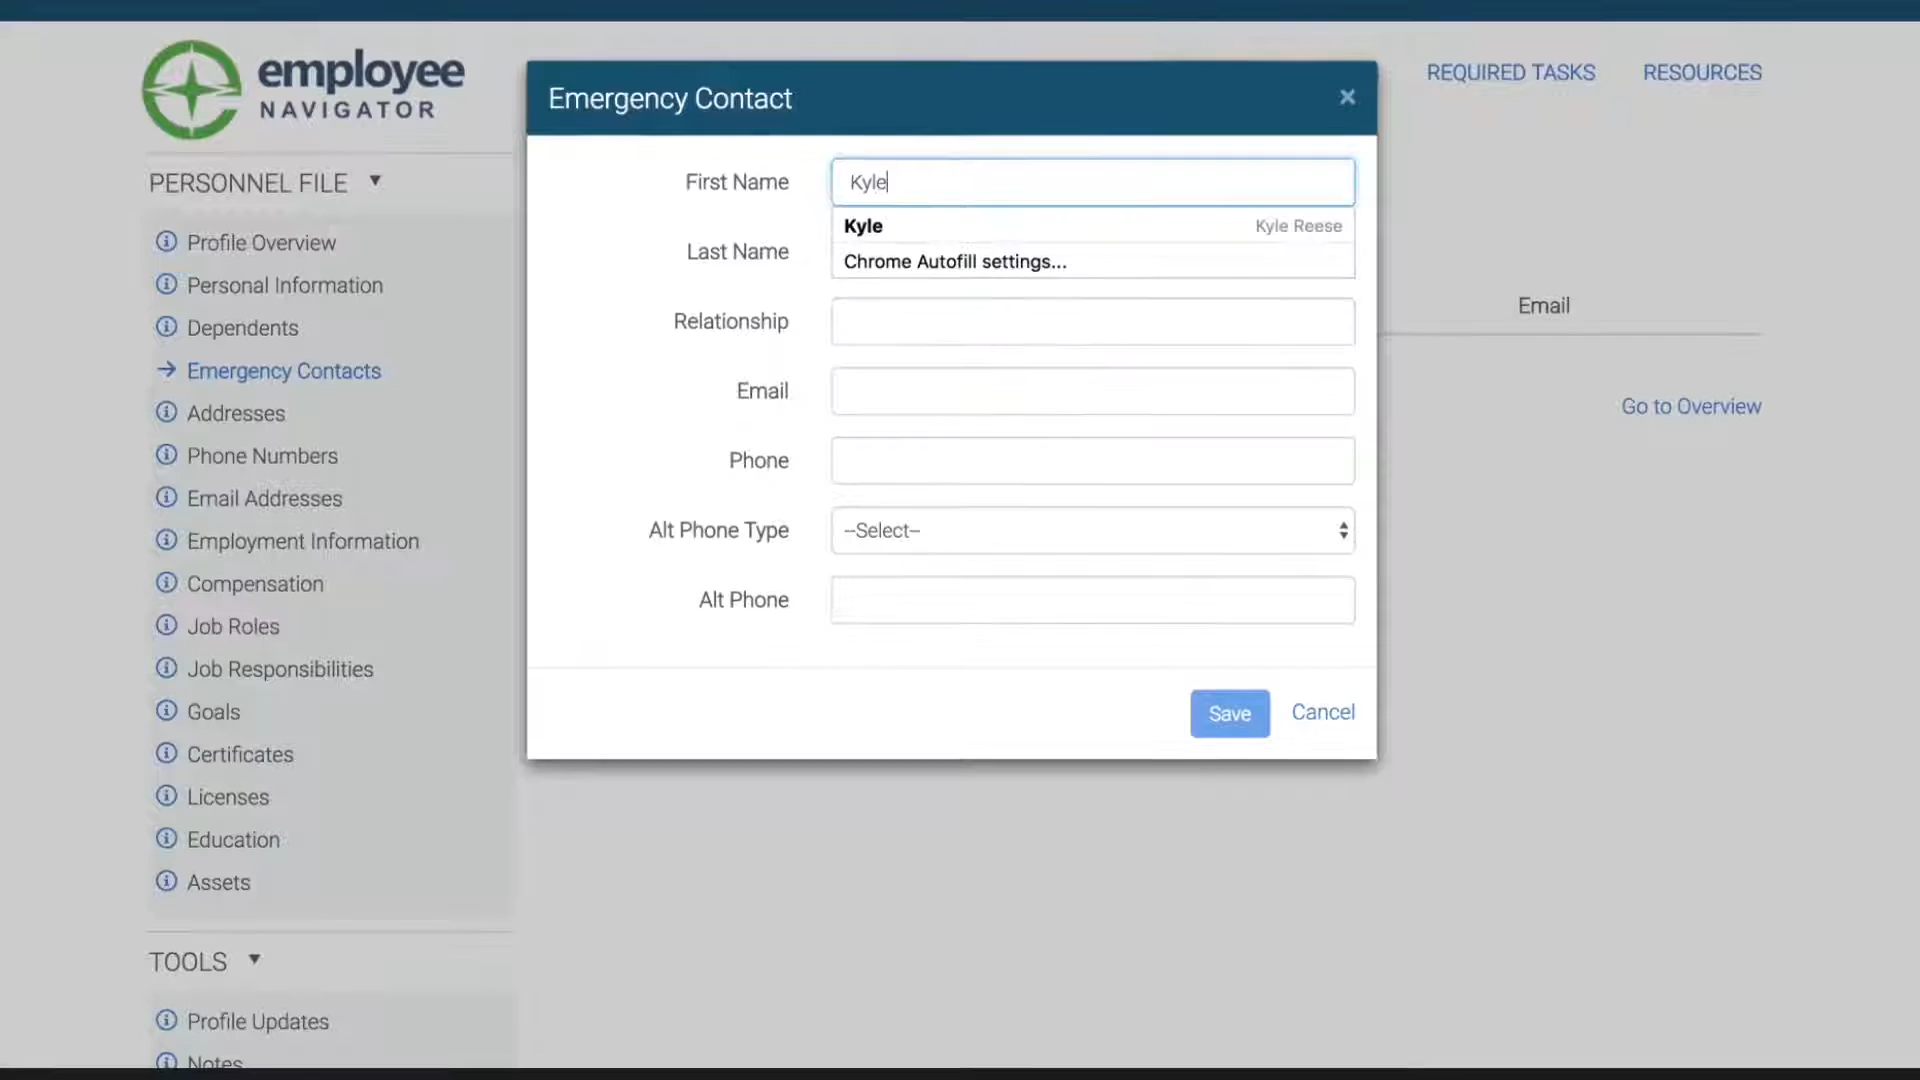 employee
NAVIGATOR
REQUIRED TASKS
RESOURCES
PERSONNEL FILE
Profile Overview
Personal Information
Dependents
Emergency Contacts
Addresses
Phone Numbers
Email Addresses
Employment Information
Compensation
Job Roles
Job Responsibilities
Goals
Certificates
Licenses
Education
Assets
TOOLS
Profile Updates
Notes
Emergency Contact
×
First Name
Kyle
Kyle Kyle Reese
Chrome Autofill settings...
Last Name
Relationship
Email
Phone
Alt Phone Type
--Select--
Alt Phone
Save
Cancel
Email
Go to Overview